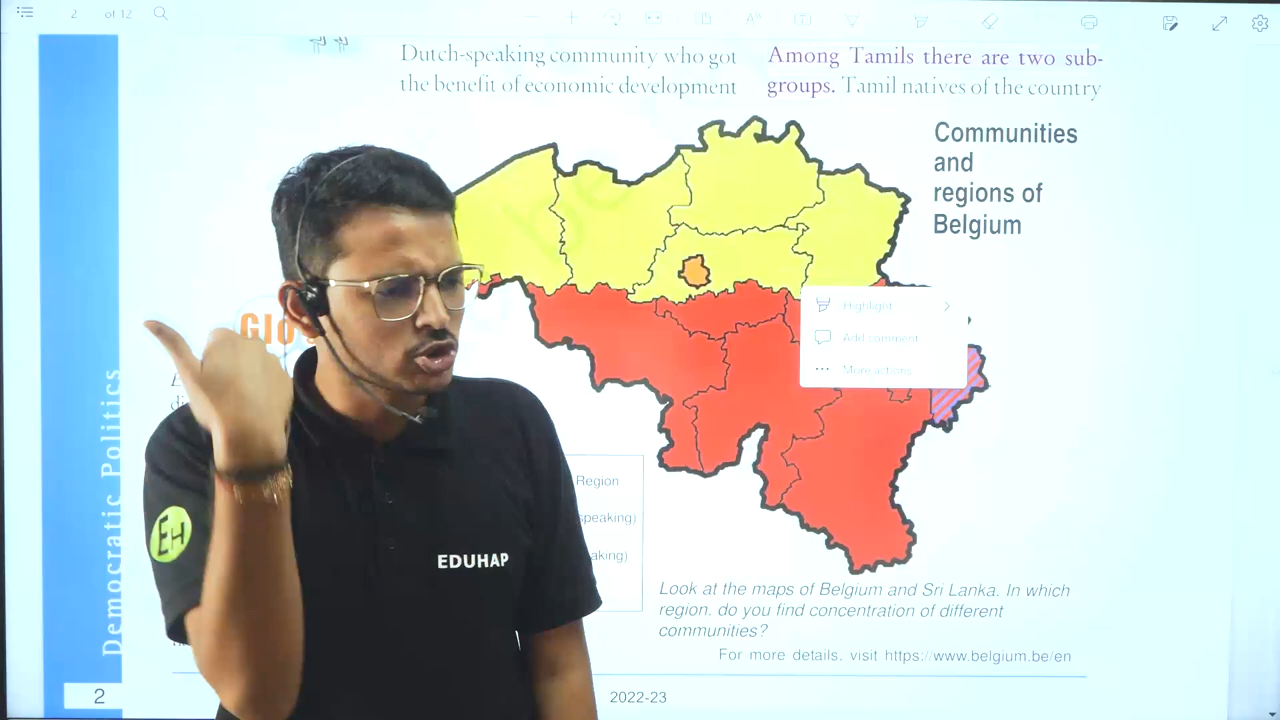 2 of 12
Dutch-speaking community who got
the benefit of economic development
Among Tamils there are two sub-
groups. Tamil natives of the country
Communities
and
regions of
Belgium
Glo
Highlight
Add comment
More actions
Democratic Politics
EH
EDUHAP
Region
speaking)
aking)
Look at the maps of Belgium and Sri Lanka. In which
region, do you find concentration of different
communities?
For more details, visit https://www.belgium.be/en
2
2022-23